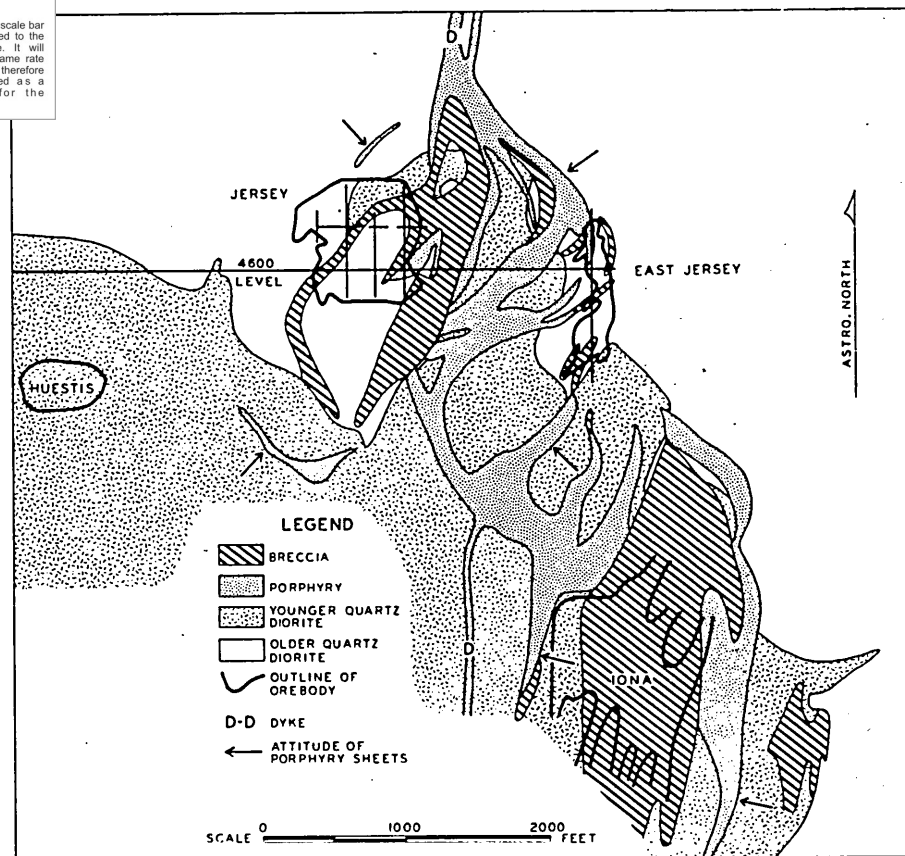 scale bar
ed to the
e. It will
ame rate
therefore
ed as a
for the
D
JERSEY
4600
LEVEL
EAST JERSEY
ASTRO. NORTH
HUESTIS
LEGEND
BRECCIA
PORPHYRY
YOUNGER QUARTZ
DIORITE
OLDER QUARTZ
DIORITE
OUTLINE OF
OREBODY
D-D DYKE
ATTITUDE OF
PORPHYRY SHEETS
D
IONA
SCALE 0 1000 2000 FEET